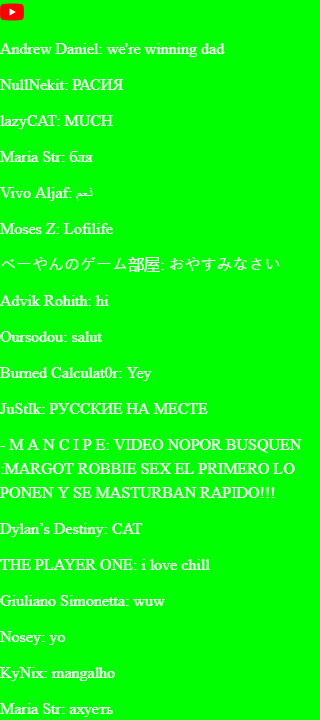 Andrew Daniel: we're winning dad
NullNekit: РАСИЯ
lazyCAT: MUCH
Maria Str: бля
Vivo Aljaf:
Moses Z: Lofilife
べーやんのゲーム部屋: おやすみなさい
Advik Rohith: hi
Oursodou: salut
Burned Calculat0r: Yey
JuStIk: РУССКИЕ НА МЕСТЕ
- M A N C I P E: VIDEO NOPOR BUSQUEN
:MARGOT ROBBIE SEX EL PRIMERO LO
PONEN Y SE MASTURBAN RAPIDO!!!
Dylan’s Destiny: CAT
THE PLAYER ONE: i love chill
Giuliano Simonetta: wuw
Nosey: yo
KyNix: mangalho
Maria Str: ахуеть